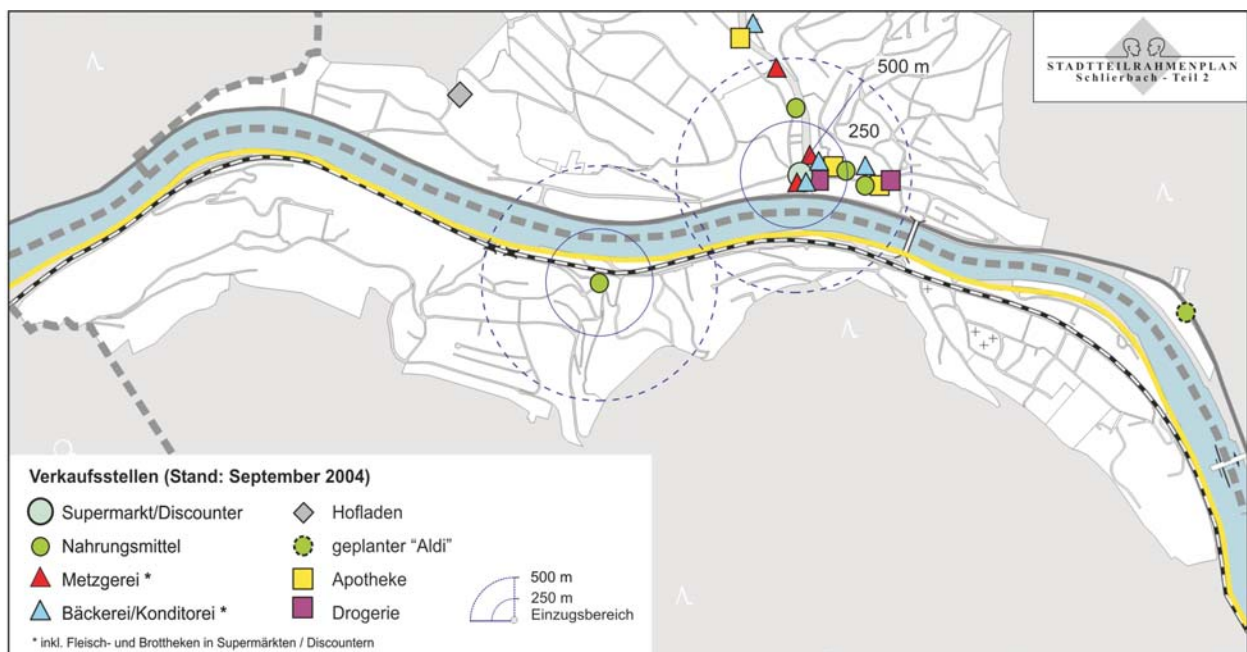 STADTTEILRAHMENPLAN
Schlierbach - Teil 2
500 m
250
Verkaufsstellen (Stand: September 2004)
Supermarkt/Discounter
Nahrungsmittel
Metzgerei *
Bäckerei/Konditorei *
* inkl. Fleisch- und Brottheken in Supermärkten / Discountern
Hofladen
geplanter “Aldi”
Apotheke
Drogerie
500 m
250 m
Einzugsbereich